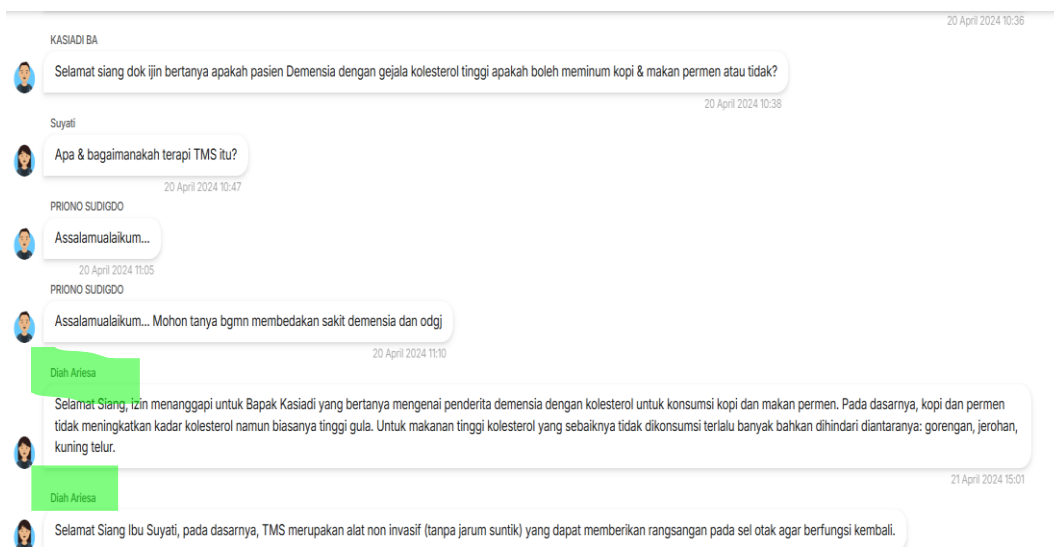 20 April 2024 10:36
KASIADI BA
Selamat siang dok ijin bertanya apakah pasien Demensia dengan gejala kolesterol tinggi apakah boleh meminum kopi & makan permen atau tidak?
20 April 2024 10:38
Suyati
Apa & bagaimanakah terapi TMS itu?
20 April 2024 10:47
PRIONO SUDIGDO
Assalamualaikum...
20 April 2024 11:05
PRIONO SUDIGDO
Assalamualaikum... Mohon tanya bgmn membedakan sakit demensia dan odgj
20 April 2024 11:10
Diah Ariesa
Selamat Siang, izin menanggapi untuk Bapak Kasiadi yang bertanya mengenai penderita demensia dengan kolesterol untuk konsumsi kopi dan makan permen. Pada dasarnya, kopi dan permen
tidak meningkatkan kadar kolesterol namun biasanya tinggi gula. Untuk makanan tinggi kolesterol yang sebaiknya tidak dikonsumsi terlalu banyak bahkan dihindari diantaranya: gorengan, jerohan,
kuning telur.
21 April 2024 15:01
Diah Ariesa
Selamat Siang Ibu Suyati, pada dasarnya, TMS merupakan alat non invasif (tanpa jarum suntik) yang dapat memberikan rangsangan pada sel otak agar berfungsi kembali.